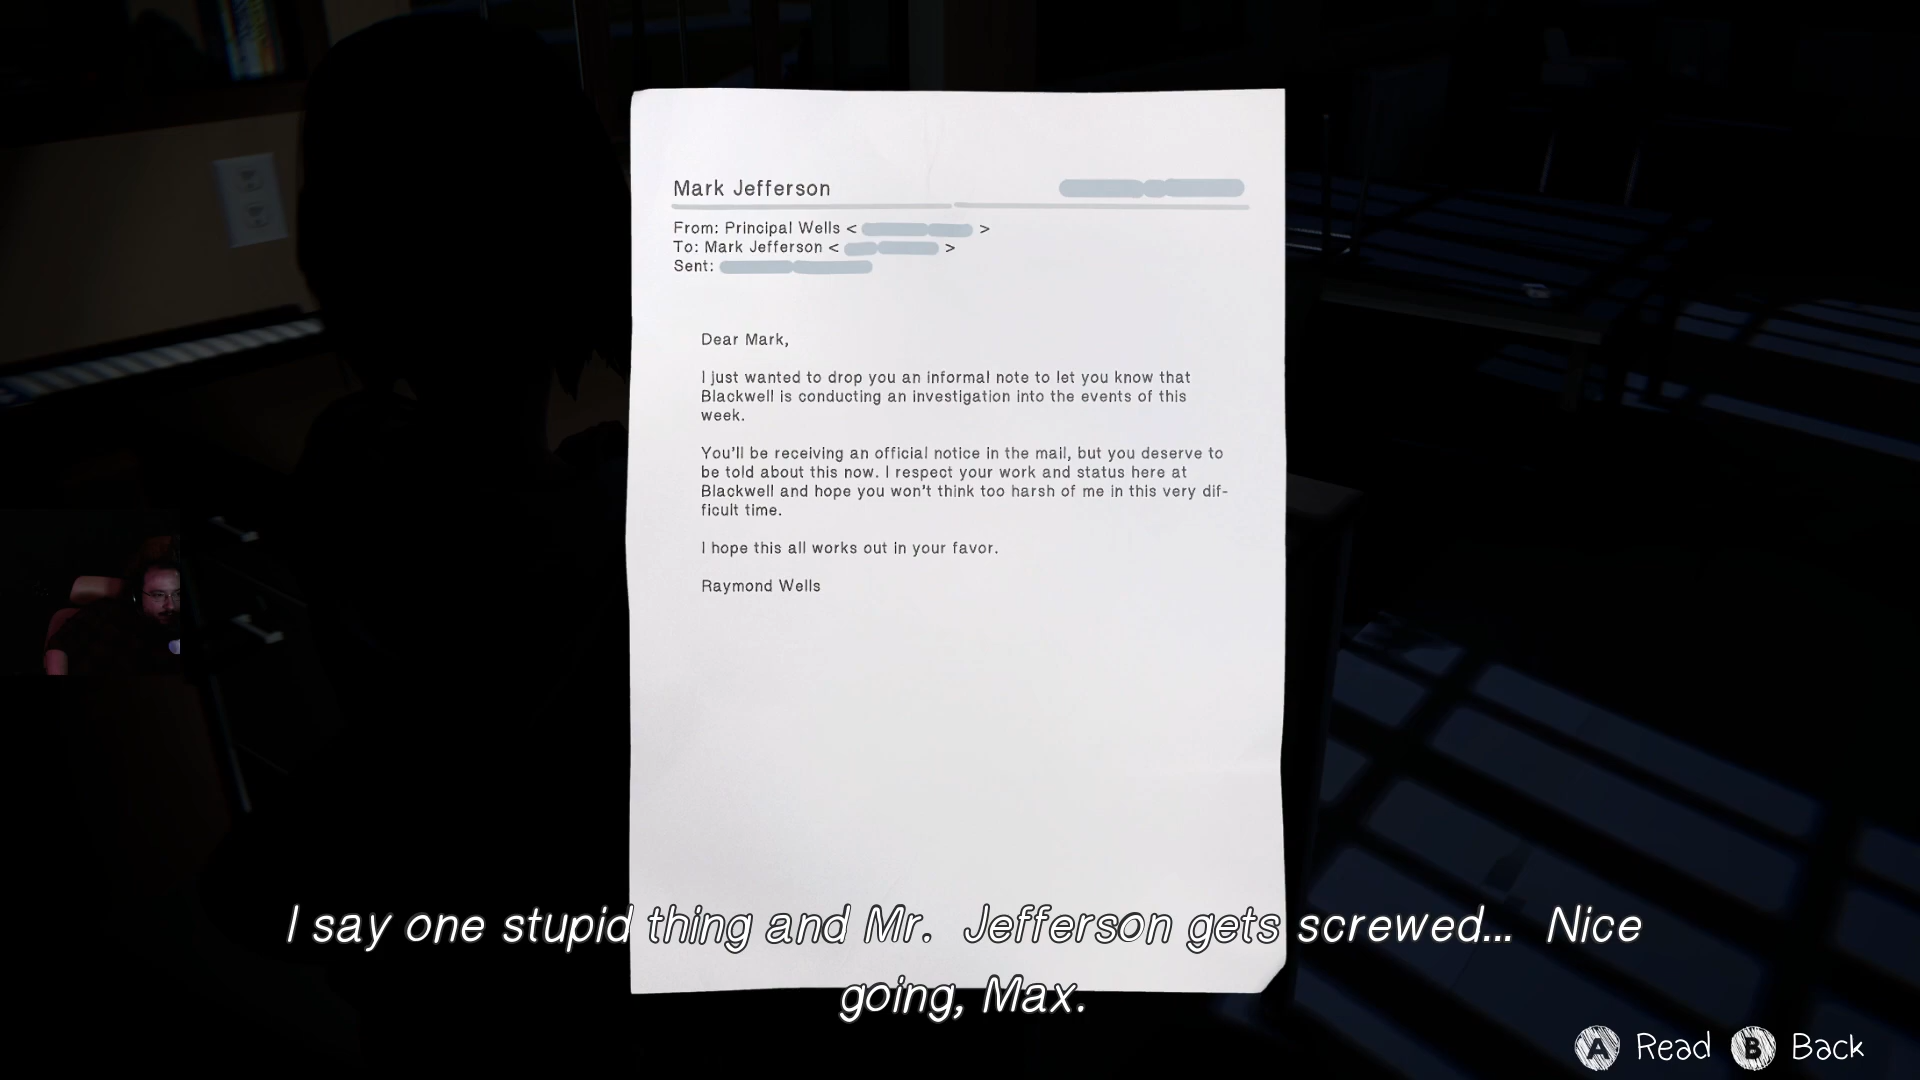 Mark Jefferson
From: Principal Wells < >
To: Mark Jefferson < >
Sent:
Dear Mark,
I just wanted to drop you an informal note to let you know that
Blackwell is conducting an investigation into the events of this
week.
You'll be receiving an official notice in the mail, but you deserve to
be told about this now. I respect your work and status here at
Blackwell and hope you won't think too harsh of me in this very dif-
ficult time.
I hope this all works out in your favor.
Raymond Wells
I say one stupid thing and Mr. Jefferson gets screwed... Nice
going, Max.
A Read B Back